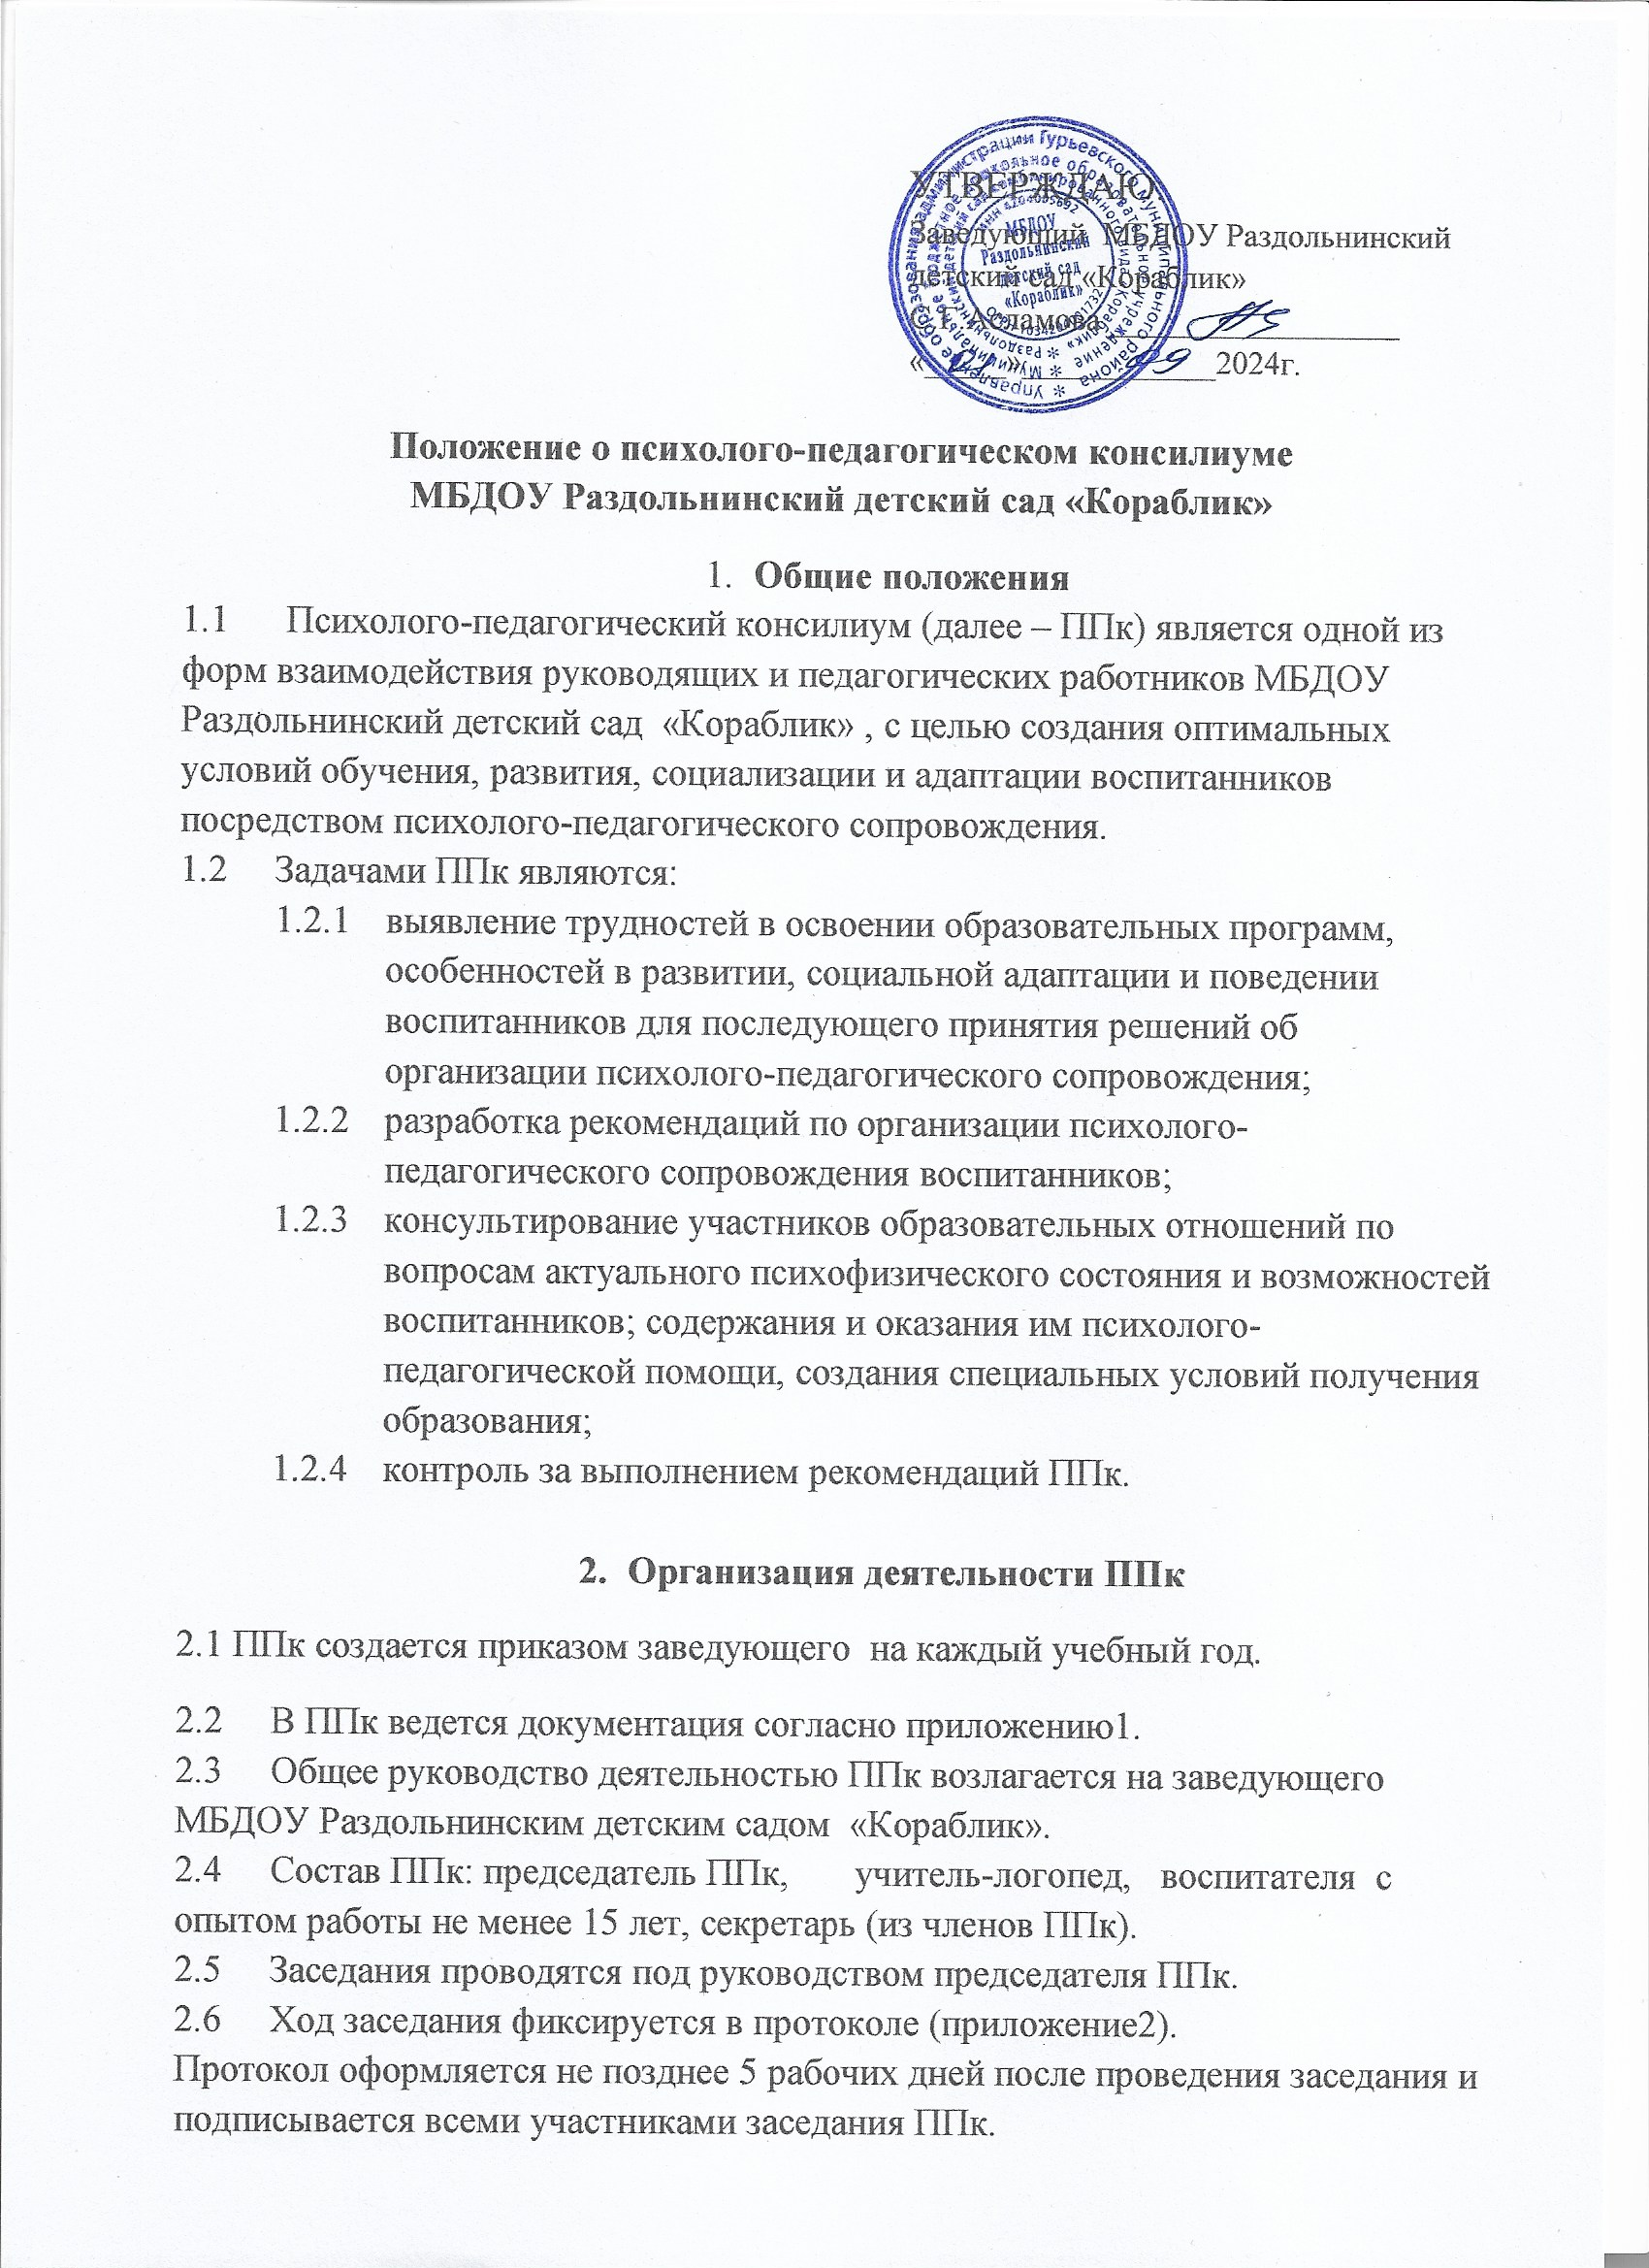 УТВЕРЖДАЮ:
Заведующий МБДОУ Раздольнинский
детский сад «Кораблик»
Асламова
«01» 09 2024г.
МБДОУ
Раздольнинский
детский сад
«Кораблик»
Положение о психолого-педагогическом консилиуме
МБДОУ Раздольнинский детский сад «Кораблик»
1. Общие положения
1.1 Психолого-педагогический консилиум (далее – ППк) является одной из
форм взаимодействия руководящих и педагогических работников МБДОУ
Раздольнинский детский сад «Кораблик» , с целью создания оптимальных
условий обучения, развития, социализации и адаптации воспитанников
посредством психолого-педагогического сопровождения.
1.2 Задачами ППк являются:
1.2.1 выявление трудностей в освоении образовательных программ,
особенностей в развитии, социальной адаптации и поведении
воспитанников для последующего принятия решений об
организации психолого-педагогического сопровождения;
1.2.2 разработка рекомендаций по организации психолого-
педагогического сопровождения воспитанников;
1.2.3 консультирование участников образовательных отношений по
вопросам актуального психофизического состояния и возможностей
воспитанников; содержания и оказания им психолого-
педагогической помощи, создания специальных условий получения
образования;
1.2.4 контроль за выполнением рекомендаций ППк.
2. Организация деятельности ППк
2.1 ППк создается приказом заведующего на каждый учебный год.
2.2 В ППк ведется документация согласно приложению1.
2.3 Общее руководство деятельностью ППк возлагается на заведующего
МБДОУ Раздольнинским детским садом «Кораблик».
2.4 Состав ППк: председатель ППк, учитель-логопед, воспитателя с
опытом работы не менее 15 лет, секретарь (из членов ППк).
2.5 Заседания проводятся под руководством председателя ППк.
2.6 Ход заседания фиксируется в протоколе (приложение2).
Протокол оформляется не позднее 5 рабочих дней после проведения заседания и
подписывается всеми участниками заседания ППк.